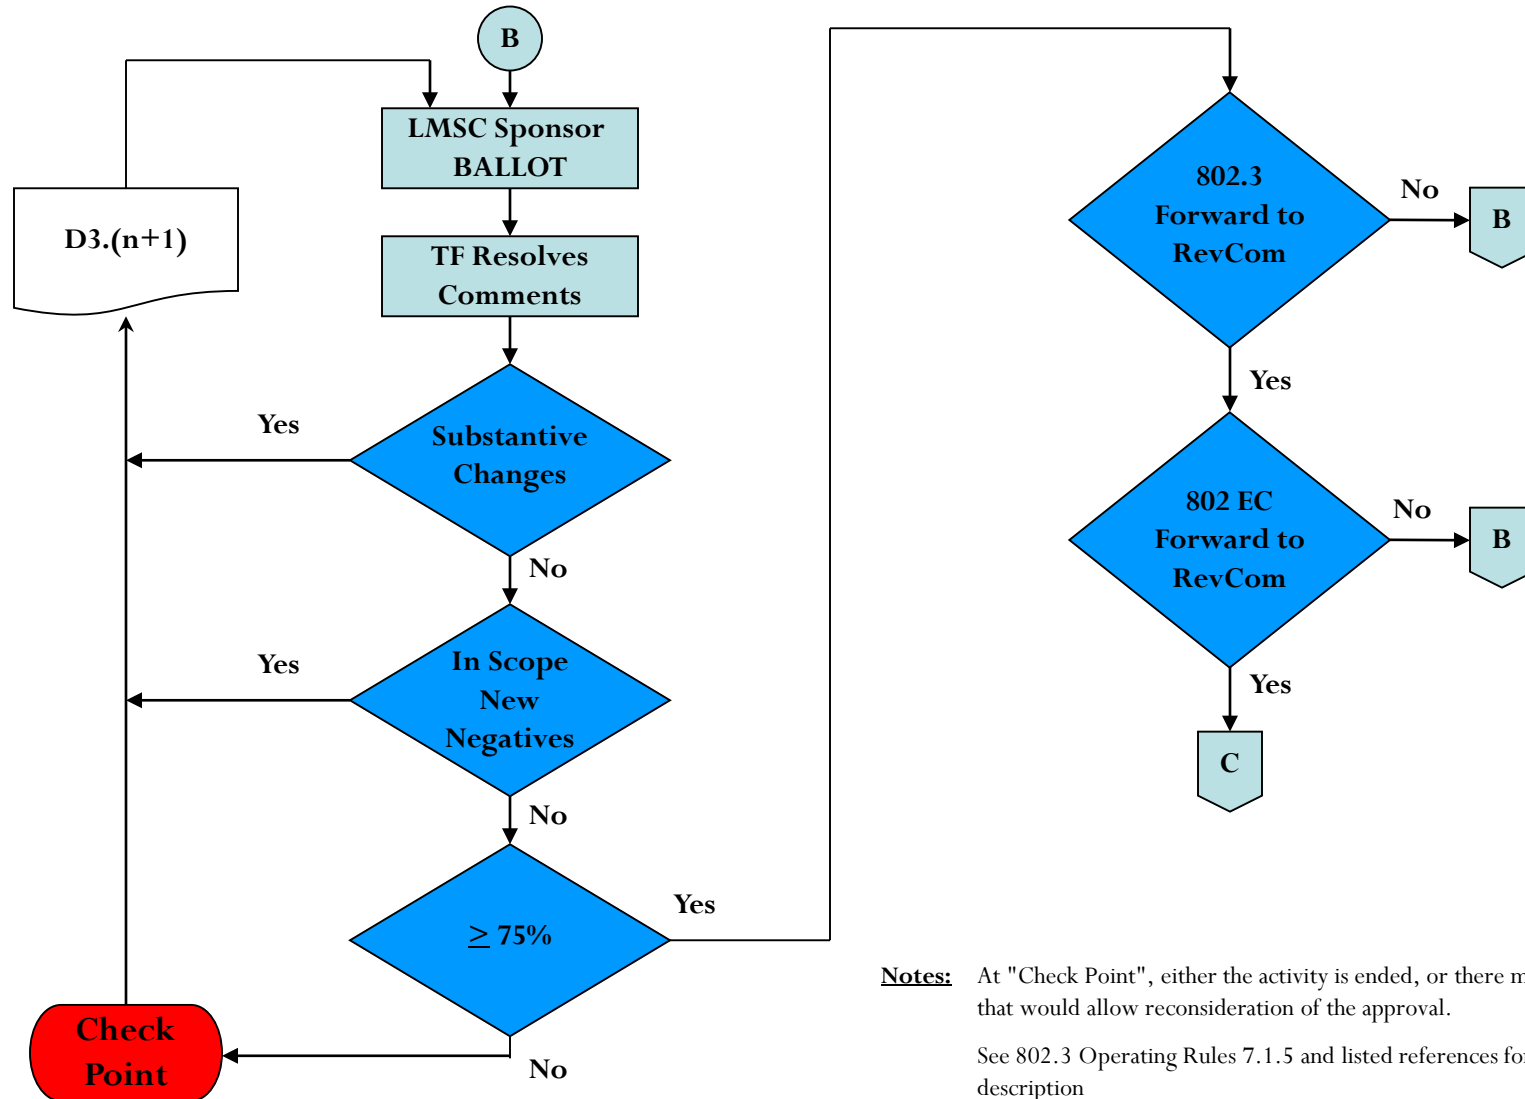 B
LMSC Sponsor
BALLOT
D3.(n+1)
TF Resolves
Comments
Yes
Substantive
Changes
No
Yes
In Scope
New
Negatives
No
≥ 75%
Yes
No
Check
Point
802.3
Forward to
RevCom
No
B
Yes
802 EC
Forward to
RevCom
No
B
Yes
C
Notes: At "Check Point", either the activity is ended, or there m
that would allow reconsideration of the approval.
See 802.3 Operating Rules 7.1.5 and listed references for
description